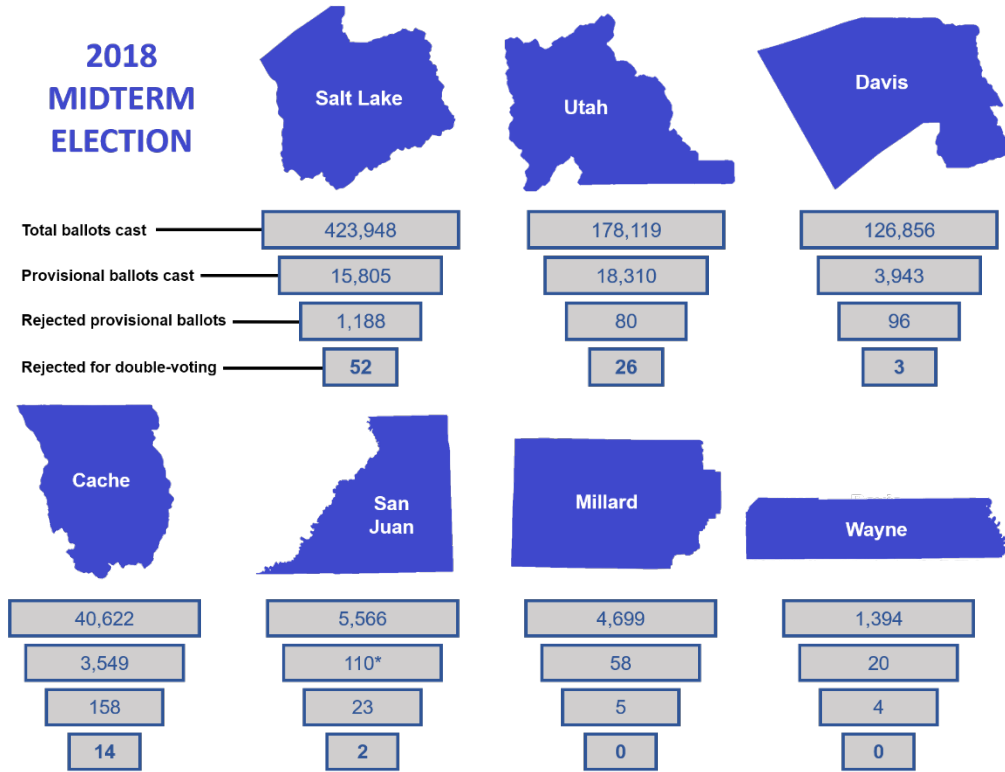 2018
MIDTERM
ELECTION
Salt Lake
Utah
Davis
Total ballots cast
423,948
178,119
126,856
Provisional ballots cast
15,805
18,310
3,943
Rejected provisional ballots
1,188
80
96
Rejected for double-voting
52
26
3
Cache
San
Juan
Millard
Wayne
40,622
5,566
4,699
1,394
3,549
110*
58
20
158
23
5
4
14
2
0
0